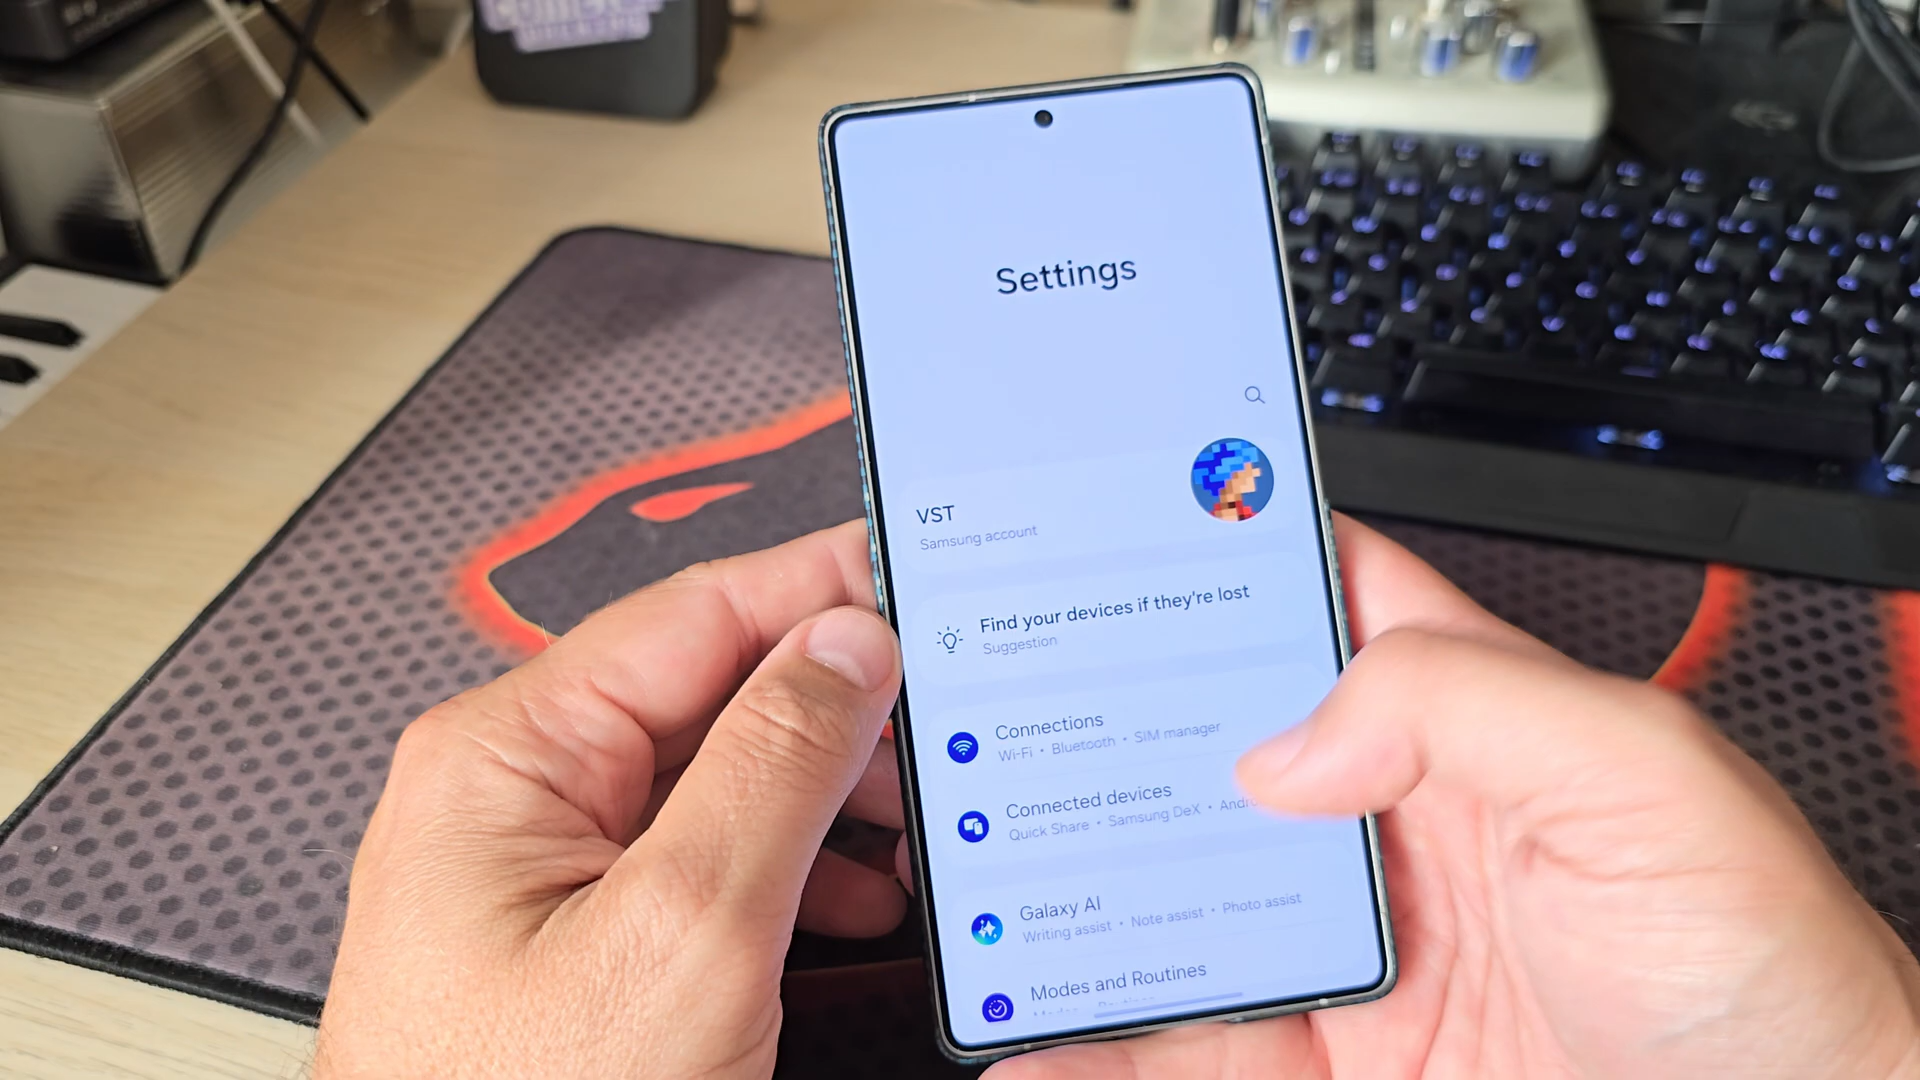 Settings
VST
Samsung account
Find your devices if they're lost
Suggestion
Connections
Wi-Fi • Bluetooth • SIM manager
Connected devices
Quick Share • Samsung DeX •
Galaxy AI
Writing assist • Note assist • Photo assist
Modes and Routines